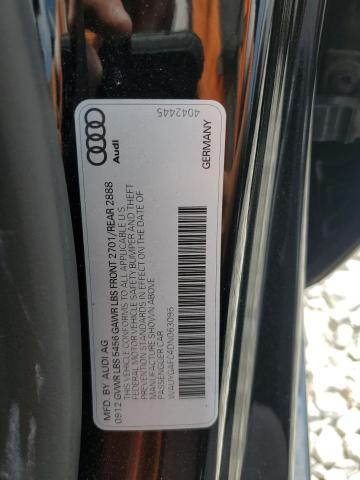 Audi
4042445
GERMANY
MFD. BY AUDI AG
0912 GVWR LBS 5456 GAWR LBS FRONT 2701/REAR 2888
THIS VEHICLE CONFORMS TO ALL APPLICABLE U.S.
FEDERAL MOTOR VEHICLE SAFETY BUMPER AND THEFT
PREVENTION STANDARDS IN EFFECT ON THE DATE OF
MANUFACTURE SHOWN ABOVE
PASSENGER CAR